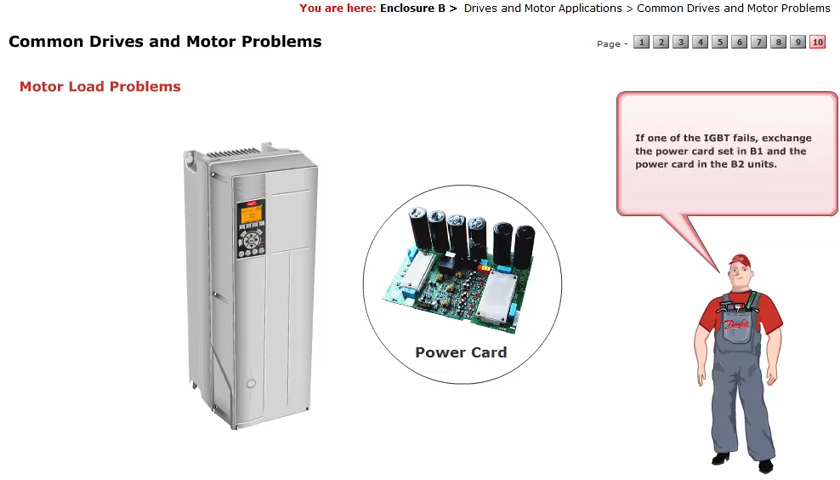 You are here: Enclosure B > Drives and Motor Applications > Common Drives and Motor Problems
Common Drives and Motor Problems
Page - 1 2 3 4 5 6 7 8 9 10
Motor Load Problems
If one of the IGBT fails, exchange
the power card set in B1 and the
power card in the B2 units.
Power Card
Danfoss